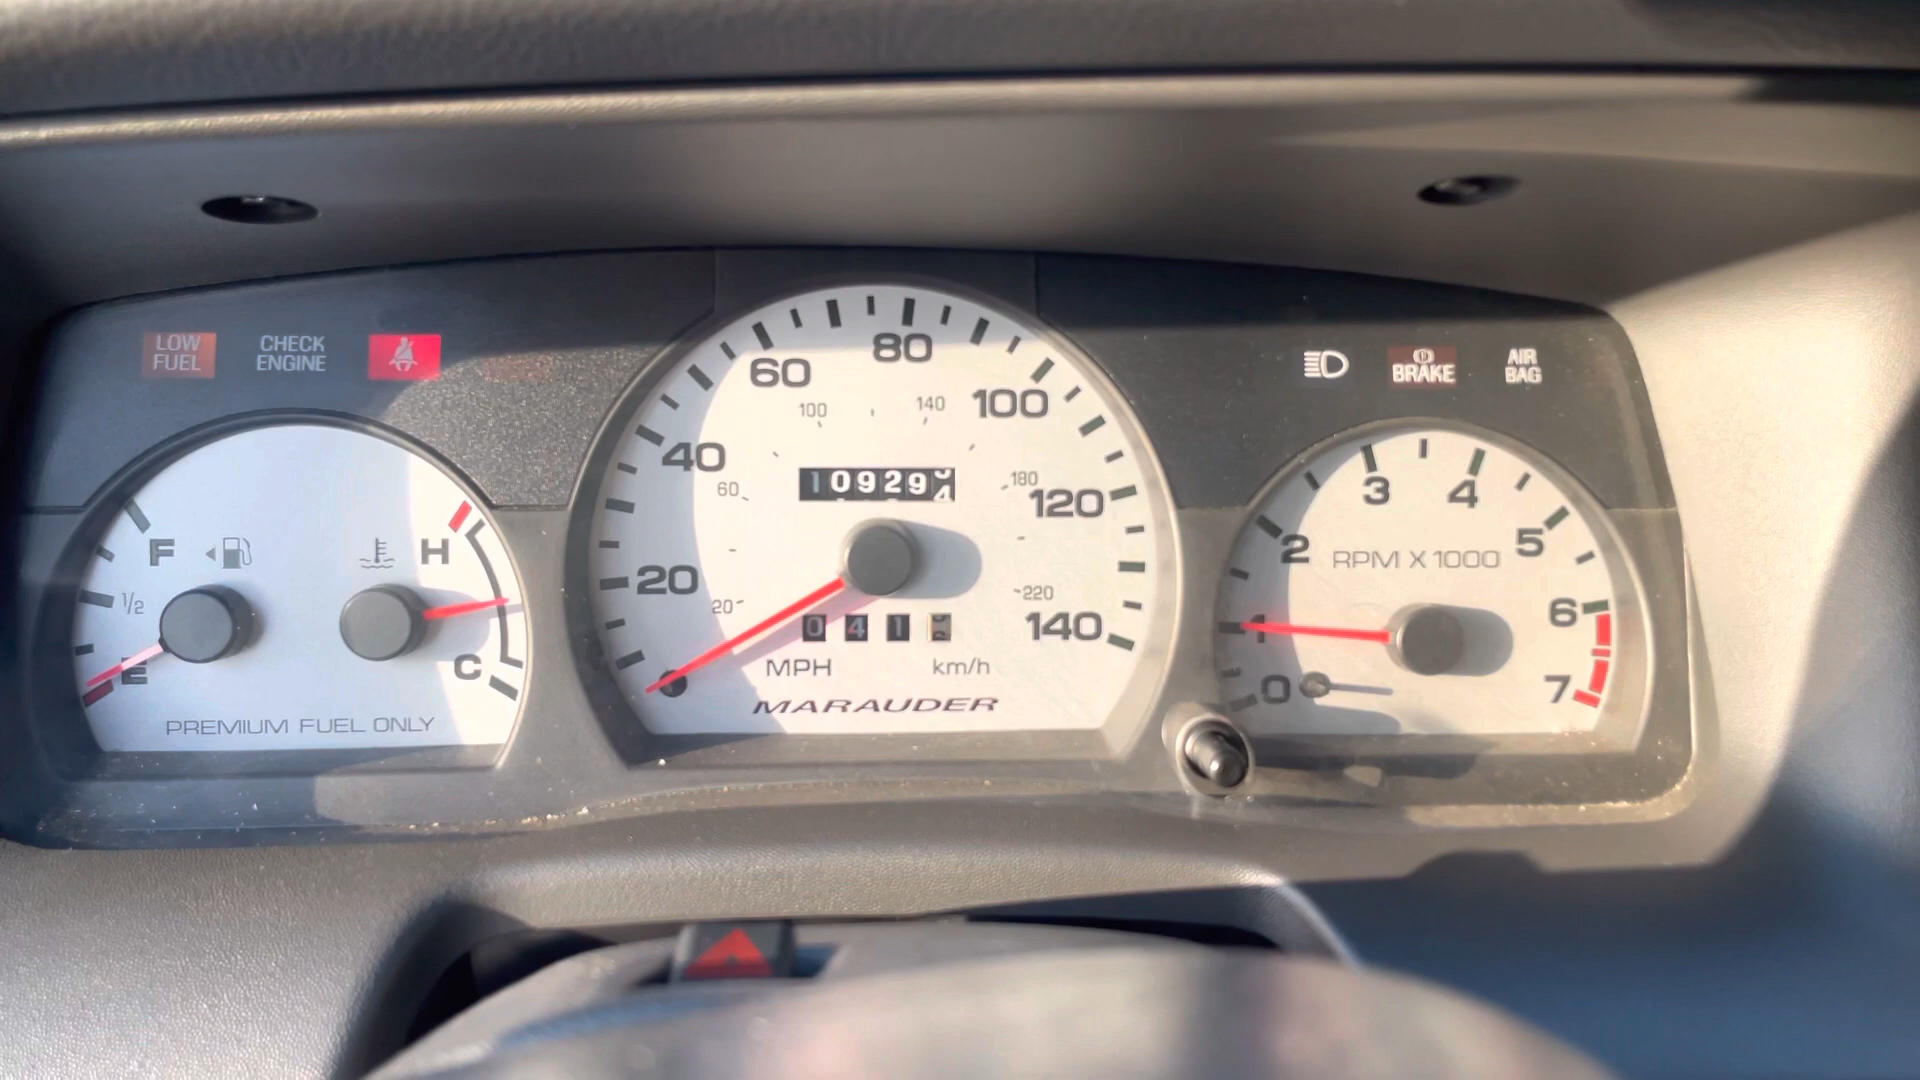 LOW
FUEL
CHECK
ENGINE
BRAKE
AIR
BAG
F
1/2
E
H
C
PREMIUM FUEL ONLY
20
40
60
80
100
120
140
20
60
100
140
180
220
10929
041
MPH
km/h
MARAUDER
0
1
2
3
4
5
6
7
RPM X 1000